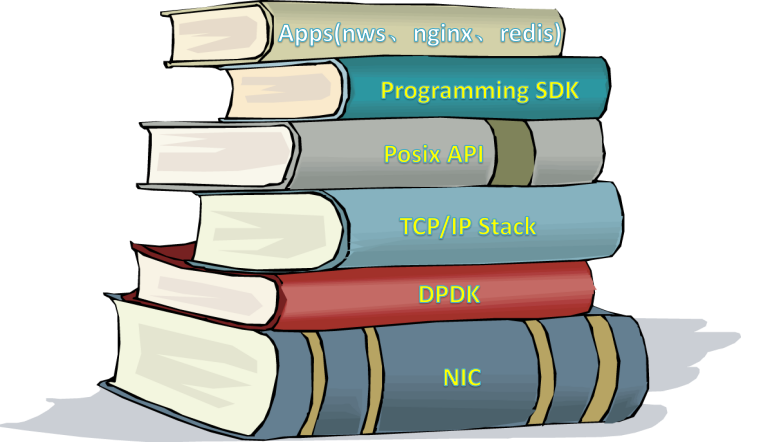 Apps(nws、nginx、redis)
Programming SDK
Posix API
TCP/IP Stack
DPDK
NIC